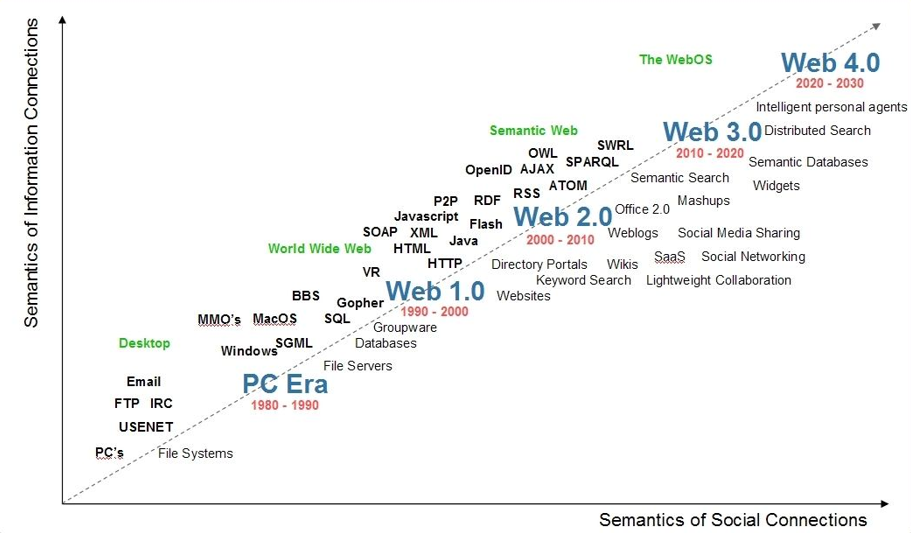 Semantics of Information Connections
The WebOS
Web 4.0
2020 - 2030
Intelligent personal agents
Semantic Web
Web 3.0
Distributed Search
2010 - 2020
SWRL
OWL
SPARQL
Semantic Databases
OpenID
AJAX
Semantic Search
Widgets
ATOM
RSS
Mashups
P2P
RDF
Office 2.0
Javascript
Web 2.0
Flash
2000 - 2010
Weblogs
Social Media Sharing
SOAP
XML
Java
World Wide Web
HTML
SaaS
Social Networking
HTTP
Directory Portals
Wikis
VR
Keyword Search
Lightweight Collaboration
Web 1.0
1990 - 2000
Websites
BBS
Gopher
MMO's
MacOS
SQL
Groupware
Desktop
SGML
Databases
Windows
File Servers
Email
PC Era
1980 - 1990
FTP
IRC
USENET
PC's
File Systems
Semantics of Social Connections